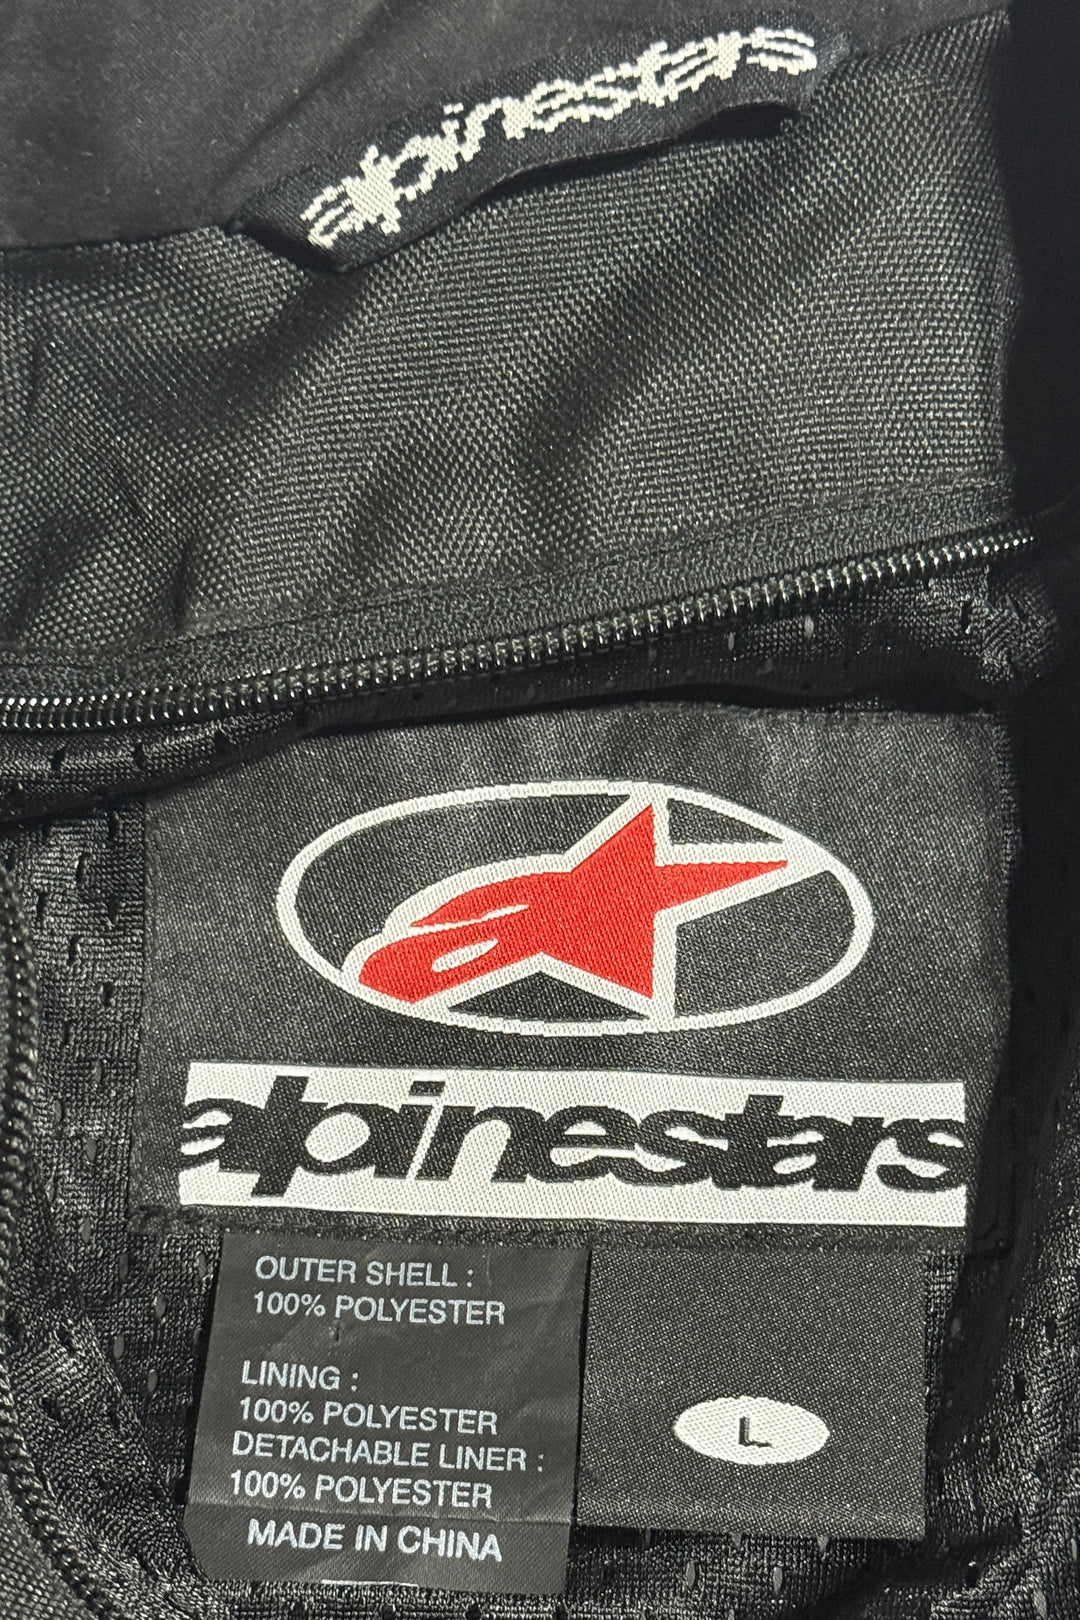 alpinestars
alpinestars
OUTER SHELL :
100% POLYESTER
LINING :
100% POLYESTER
DETACHABLE LINER :
100% POLYESTER
MADE IN CHINA
L